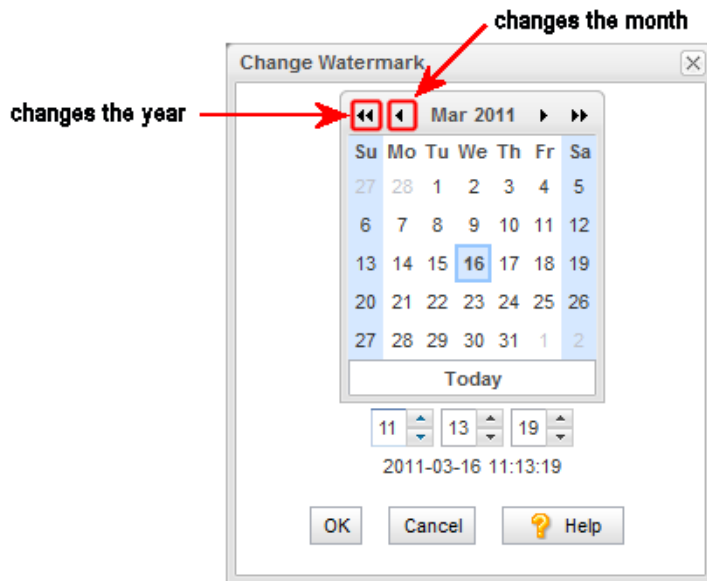 changes the month
Change Watermark
changes the year
Mar 2011
Su Mo Tu We Th Fr Sa
27 28 1 2 3 4 5
6 7 8 9 10 11 12
13 14 15 16 17 18 19
20 21 22 23 24 25 26
27 28 29 30 31 1 2
Today
11 13 19
2011-03-16 11:13:19
OK Cancel ? Help